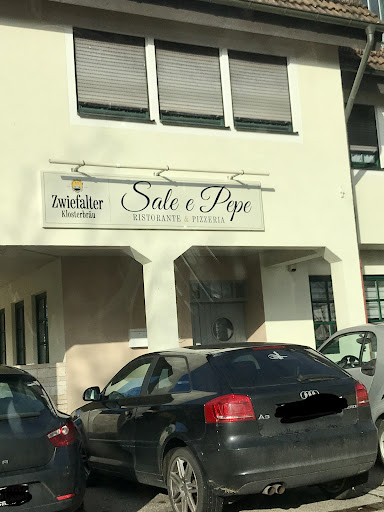 Zwiefalter
Klosterbräu
Sale e Pepe
RISTORANTE & PIZZERIA
A3